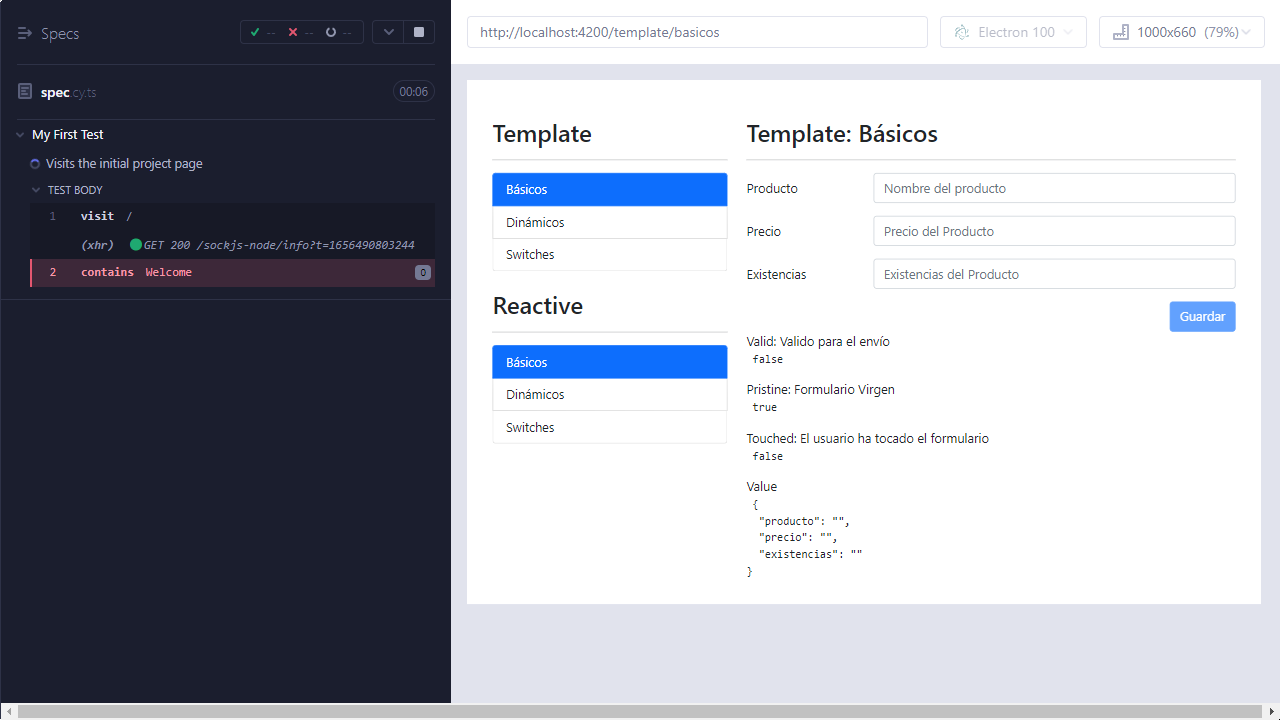 Specs
-- -- --
spec.cy.ts
00:06
My First Test
Visits the initial project page
TEST BODY
1 visit /
(xhr) GET 200 /sockjs-node/info?t=1656490803244
2 contains Welcome 0
http://localhost:4200/template/basicos
Electron 100
1000x660 (79%)
Template
Básicos
Dinámicos
Switches
Reactive
Básicos
Dinámicos
Switches
Template: Básicos
Producto Nombre del producto
Precio Precio del Producto
Existencias Existencias del Producto
Guardar
Valid: Valido para el envío
false
Pristine: Formulario Virgen
true
Touched: El usuario ha tocado el formulario
false
Value
{
"producto": "",
"precio": "",
"existencias": ""
}